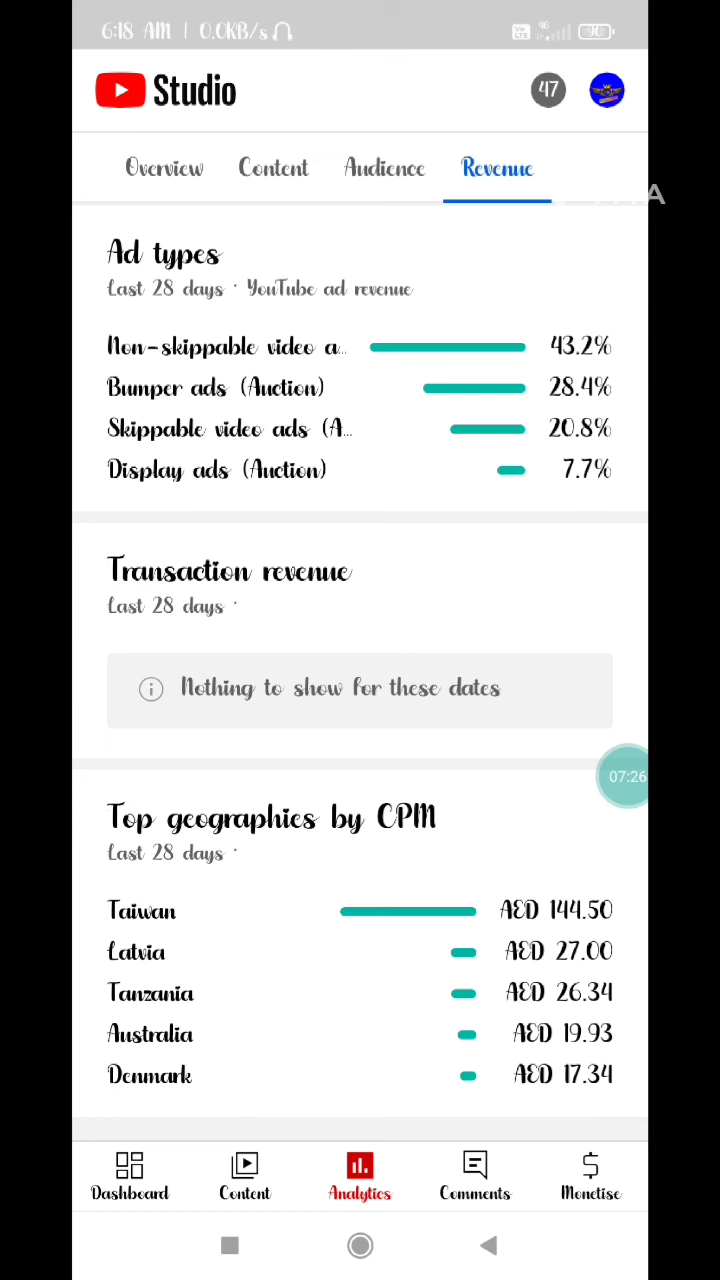 6:18 AM | 0.0KB/s
4G
90
Studio
47
Overview Content Audience Revenue
Ad types
Last 28 days · YouTube ad revenue
Non-skippable video a... 43.2%
Bumper ads (Auction) 28.4%
Skippable video ads (A... 20.8%
Display ads (Auction) 7.7%
Transaction revenue
Last 28 days ·
Nothing to show for these dates
07:26
Top geographies by CPM
Last 28 days ·
Taiwan AED 144.50
Latvia AED 27.00
Tanzania AED 26.34
Australia AED 19.93
Denmark AED 17.34
Dashboard Content Analytics Comments Monetise